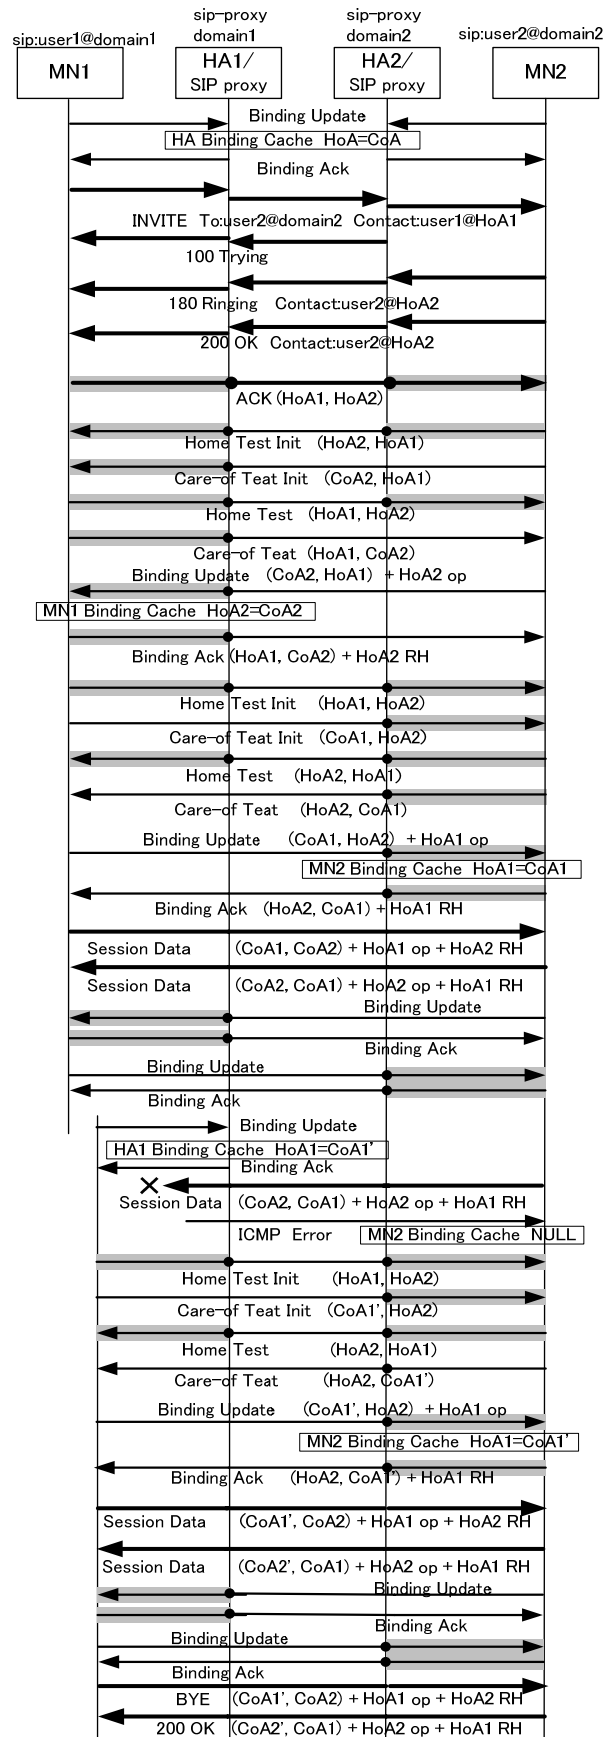 sip-proxy sip-proxy
sip:user1@domain1 domain1 domain2 sip:user2@domain2
MN1 HA1/ HA2/ MN2
SIP proxy SIP proxy
Binding Update
HA Binding Cache HoA=CoA
Binding Ack
INVITE To:user2@domain2 Contact:user1@HoA1
100 Trying
180 Ringing Contact:user2@HoA2
200 OK Contact:user2@HoA2
ACK (HoA1, HoA2)
Home Test Init (HoA2, HoA1)
Care-of Teat Init (CoA2, HoA1)
Home Test (HoA1, HoA2)
Care-of Teat (HoA1, CoA2)
Binding Update (CoA2, HoA1) + HoA2 op
MN1 Binding Cache HoA2=CoA2
Binding Ack (HoA1, CoA2) + HoA2 RH
Home Test Init (HoA1, HoA2)
Care-of Teat Init (CoA1, HoA2)
Home Test (HoA2, HoA1)
Care-of Teat (HoA2, CoA1)
Binding Update (CoA1, HoA2) + HoA1 op
MN2 Binding Cache HoA1=CoA1
Binding Ack (HoA2, CoA1) + HoA1 RH
Session Data (CoA1, CoA2) + HoA1 op + HoA2 RH
Session Data (CoA2, CoA1) + HoA2 op + HoA1 RH
Binding Update
Binding Ack
Binding Update
Binding Ack
Binding Update
HA1 Binding Cache HoA1=CoA1'
Binding Ack
Session Data (CoA2, CoA1) + HoA2 op + HoA1 RH
ICMP Error MN2 Binding Cache NULL
Home Test Init (HoA1, HoA2)
Care-of Teat Init (CoA1', HoA2)
Home Test (HoA2, HoA1)
Care-of Teat (HoA2, CoA1')
Binding Update (CoA1', HoA2) + HoA1 op
MN2 Binding Cache HoA1=CoA1'
Binding Ack (HoA2, CoA1') + HoA1 RH
Session Data (CoA1', CoA2) + HoA1 op + HoA2 RH
Session Data (CoA2', CoA1) + HoA2 op + HoA1 RH
Binding Update
Binding Ack
Binding Update
Binding Ack
BYE (CoA1', CoA2) + HoA1 op + HoA2 RH
200 OK (CoA2', CoA1) + HoA2 op + HoA1 RH